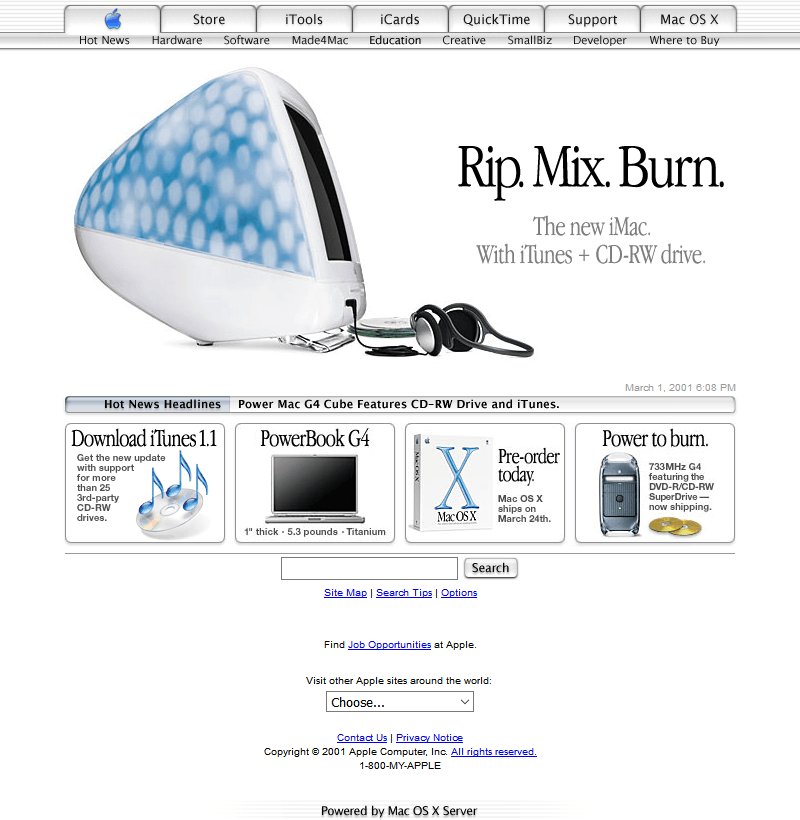 Store iTools iCards QuickTime Support Mac OS X
Hot News Hardware Software Made4Mac Education Creative SmallBiz Developer Where to Buy
Rip. Mix. Burn.
The new iMac.
With iTunes + CD-RW drive.
March 1, 2001 6:08 PM
Hot News Headlines Power Mac G4 Cube Features CD-RW Drive and iTunes.
Download iTunes 1.1
Get the new update
with support
for more
than 25
3rd-party
CD-RW
drives.
PowerBook G4
1" thick · 5.3 pounds · Titanium
Pre-order
today.
Mac OS X
ships on
March 24th.
X
Mac OS X
Power to burn.
733MHz G4
featuring the
DVD-R/CD-RW
SuperDrive —
now shipping.
Search
Site Map | Search Tips | Options
Find Job Opportunities at Apple.
Visit other Apple sites around the world:
Choose...
Contact Us | Privacy Notice
Copyright © 2001 Apple Computer, Inc. All rights reserved.
1-800-MY-APPLE
Powered by Mac OS X Server